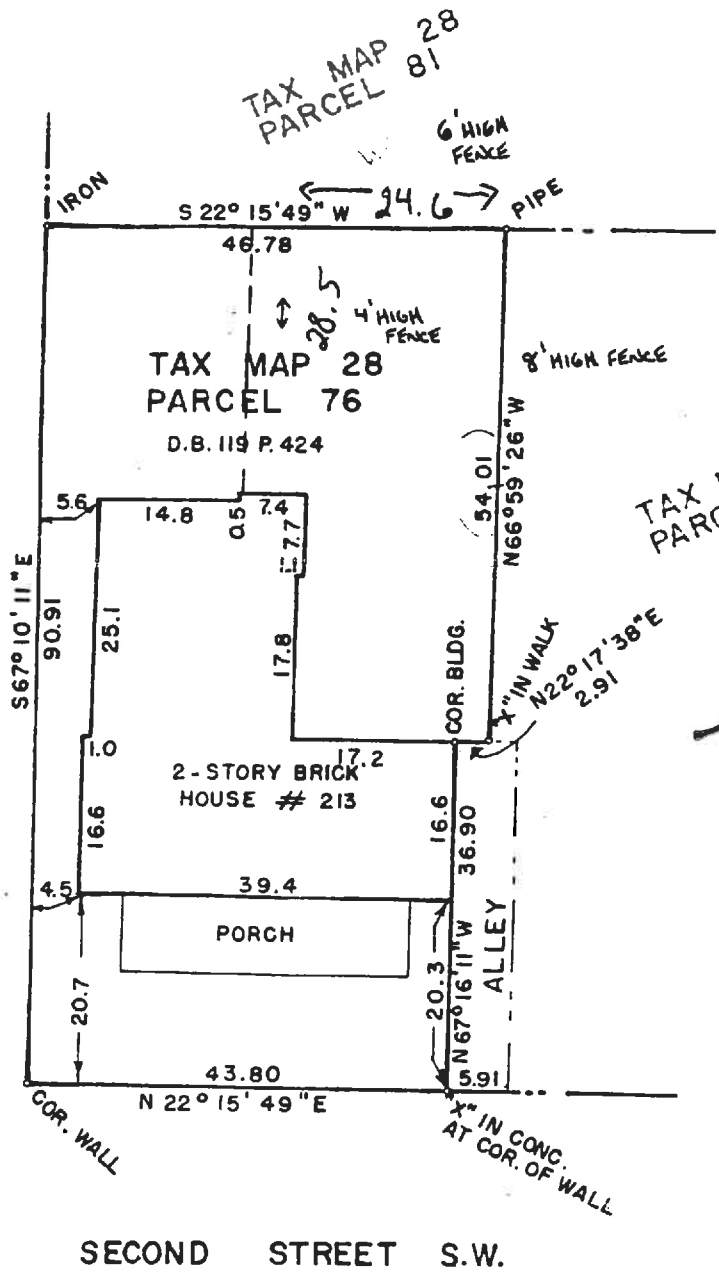 TAX MAP 28
PARCEL 81
6' HIGH
FENCE
IRON
S 22° 15' 49" W
24.6
PIPE
46.78
28.5
4' HIGH
FENCE
TAX MAP 28
PARCEL 76
8' HIGH FENCE
D.B. 119 P. 424
54.01
N66°59'26"W
TAX
PARC
5.6
14.8
0.5
7.4
7.7
S67°10'11"E
90.91
25.1
17.8
COR. BLDG.
"X" IN WALK
N22°17'38"E
2.91
1.0
17.2
2-STORY BRICK
HOUSE # 213
16.6
16.6
36.90
4.5
39.4
PORCH
ALLEY
20.7
20.3
N67°16'11"W
43.80
5.91
N 22° 15' 49" E
COR. WALL
"X" IN CONC.
AT COR. OF WALL
SECOND STREET S.W.